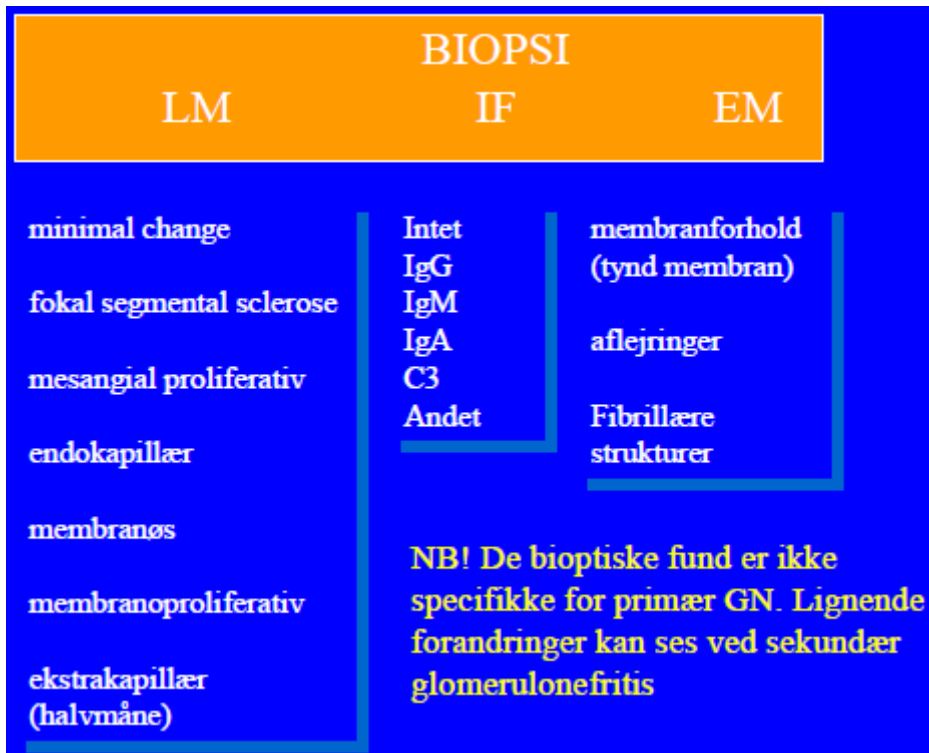 BIOPSI
LM IF EM
minimal change
fokal segmental sclerose
mesangial proliferativ
endokapillær
membranøs
membranoproliferativ
ekstrakapillær
(halvmåne)
Intet
IgG
IgM
IgA
C3
Andet
membranforhold
(tynd membran)
aflejringer
Fibrillære
strukturer
NB! De bioptiske fund er ikke
specifikke for primær GN. Lignende
forandringer kan ses ved sekundær
glomerulonefritis